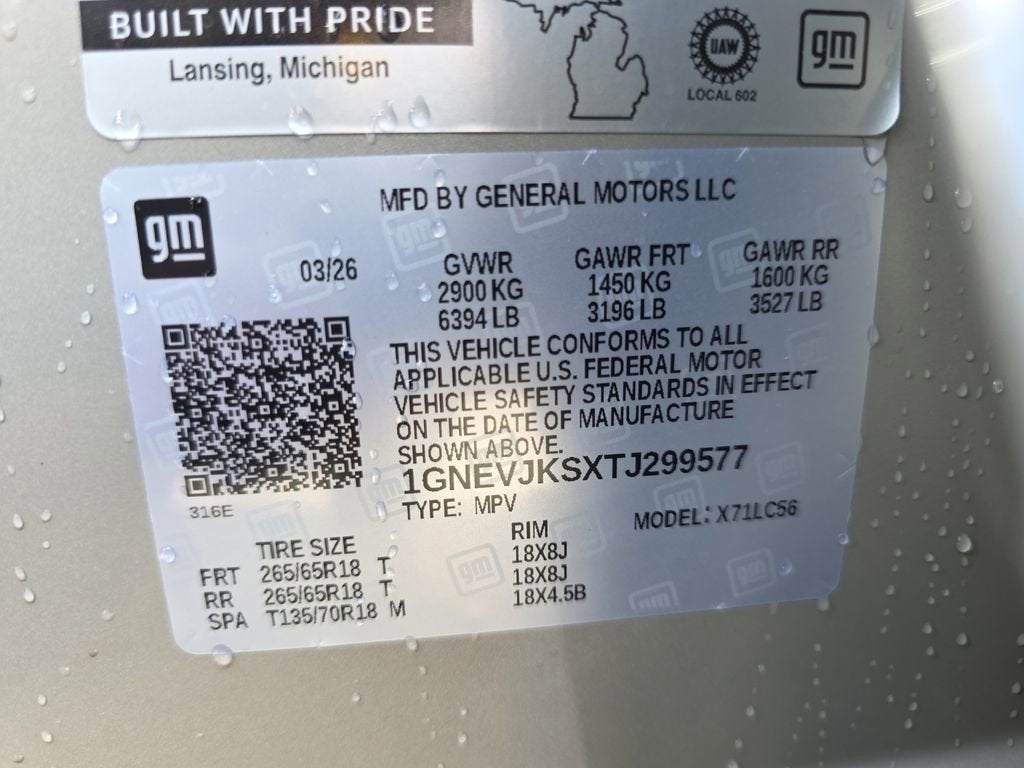 BUILT WITH PRIDE
Lansing, Michigan
UAW
LOCAL 602
gm
gm
MFD BY GENERAL MOTORS LLC
03/26
GVWR GAWR FRT GAWR RR
2900 KG 1450 KG 1600 KG
6394 LB 3196 LB 3527 LB
THIS VEHICLE CONFORMS TO ALL
APPLICABLE U.S. FEDERAL MOTOR
VEHICLE SAFETY STANDARDS IN EFFECT
ON THE DATE OF MANUFACTURE
SHOWN ABOVE.
1GNEVJKSXTJ299577
316E
TYPE: MPV MODEL: X71LC56
TIRE SIZE RIM
FRT 265/65R18 T 18X8J
RR 265/65R18 T 18X8J
SPA T135/70R18 M 18X4.5B